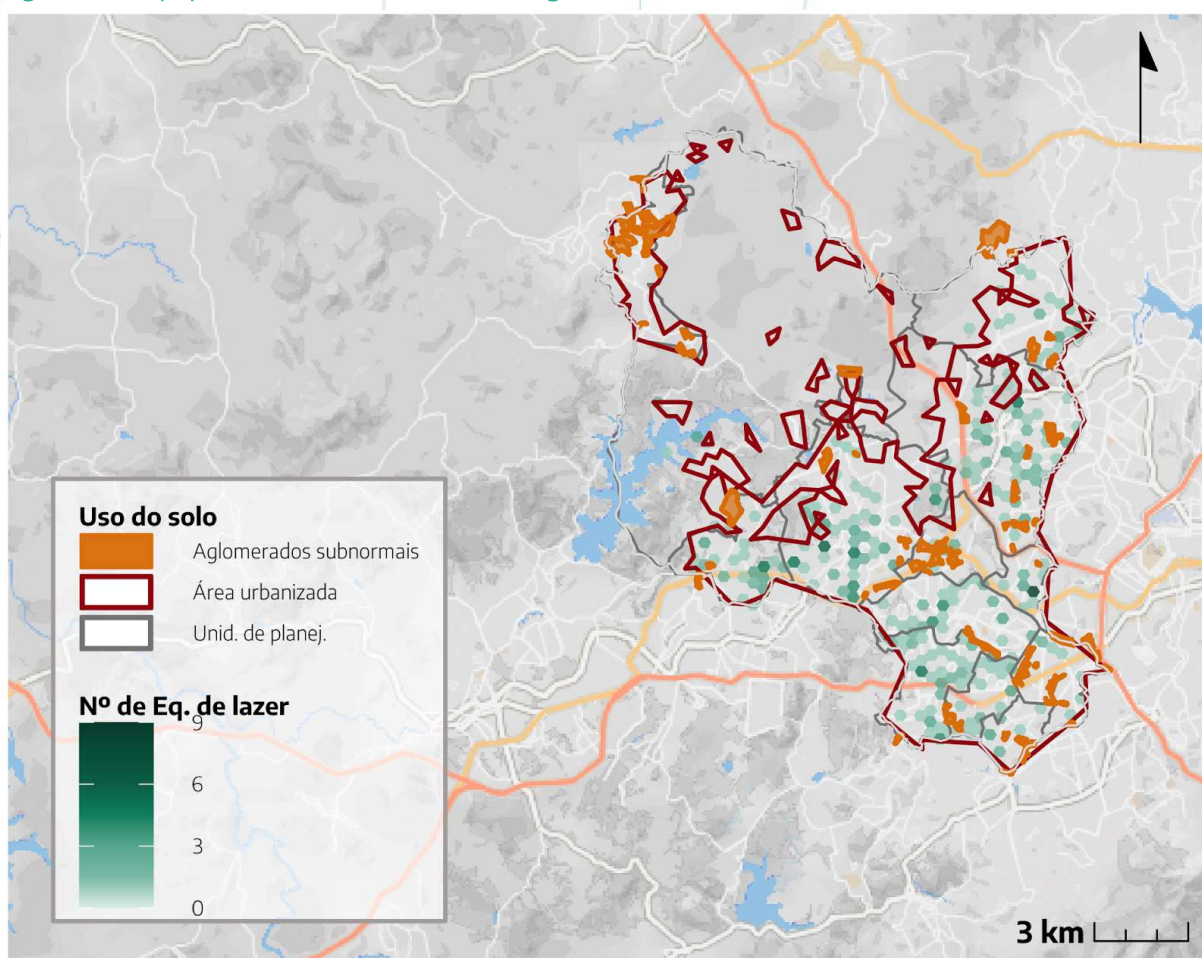 Uso do solo
Aglomerados subnormais
Área urbanizada
Unid. de planej.
Nº de Eq. de lazer
9
6
3
0
3 km